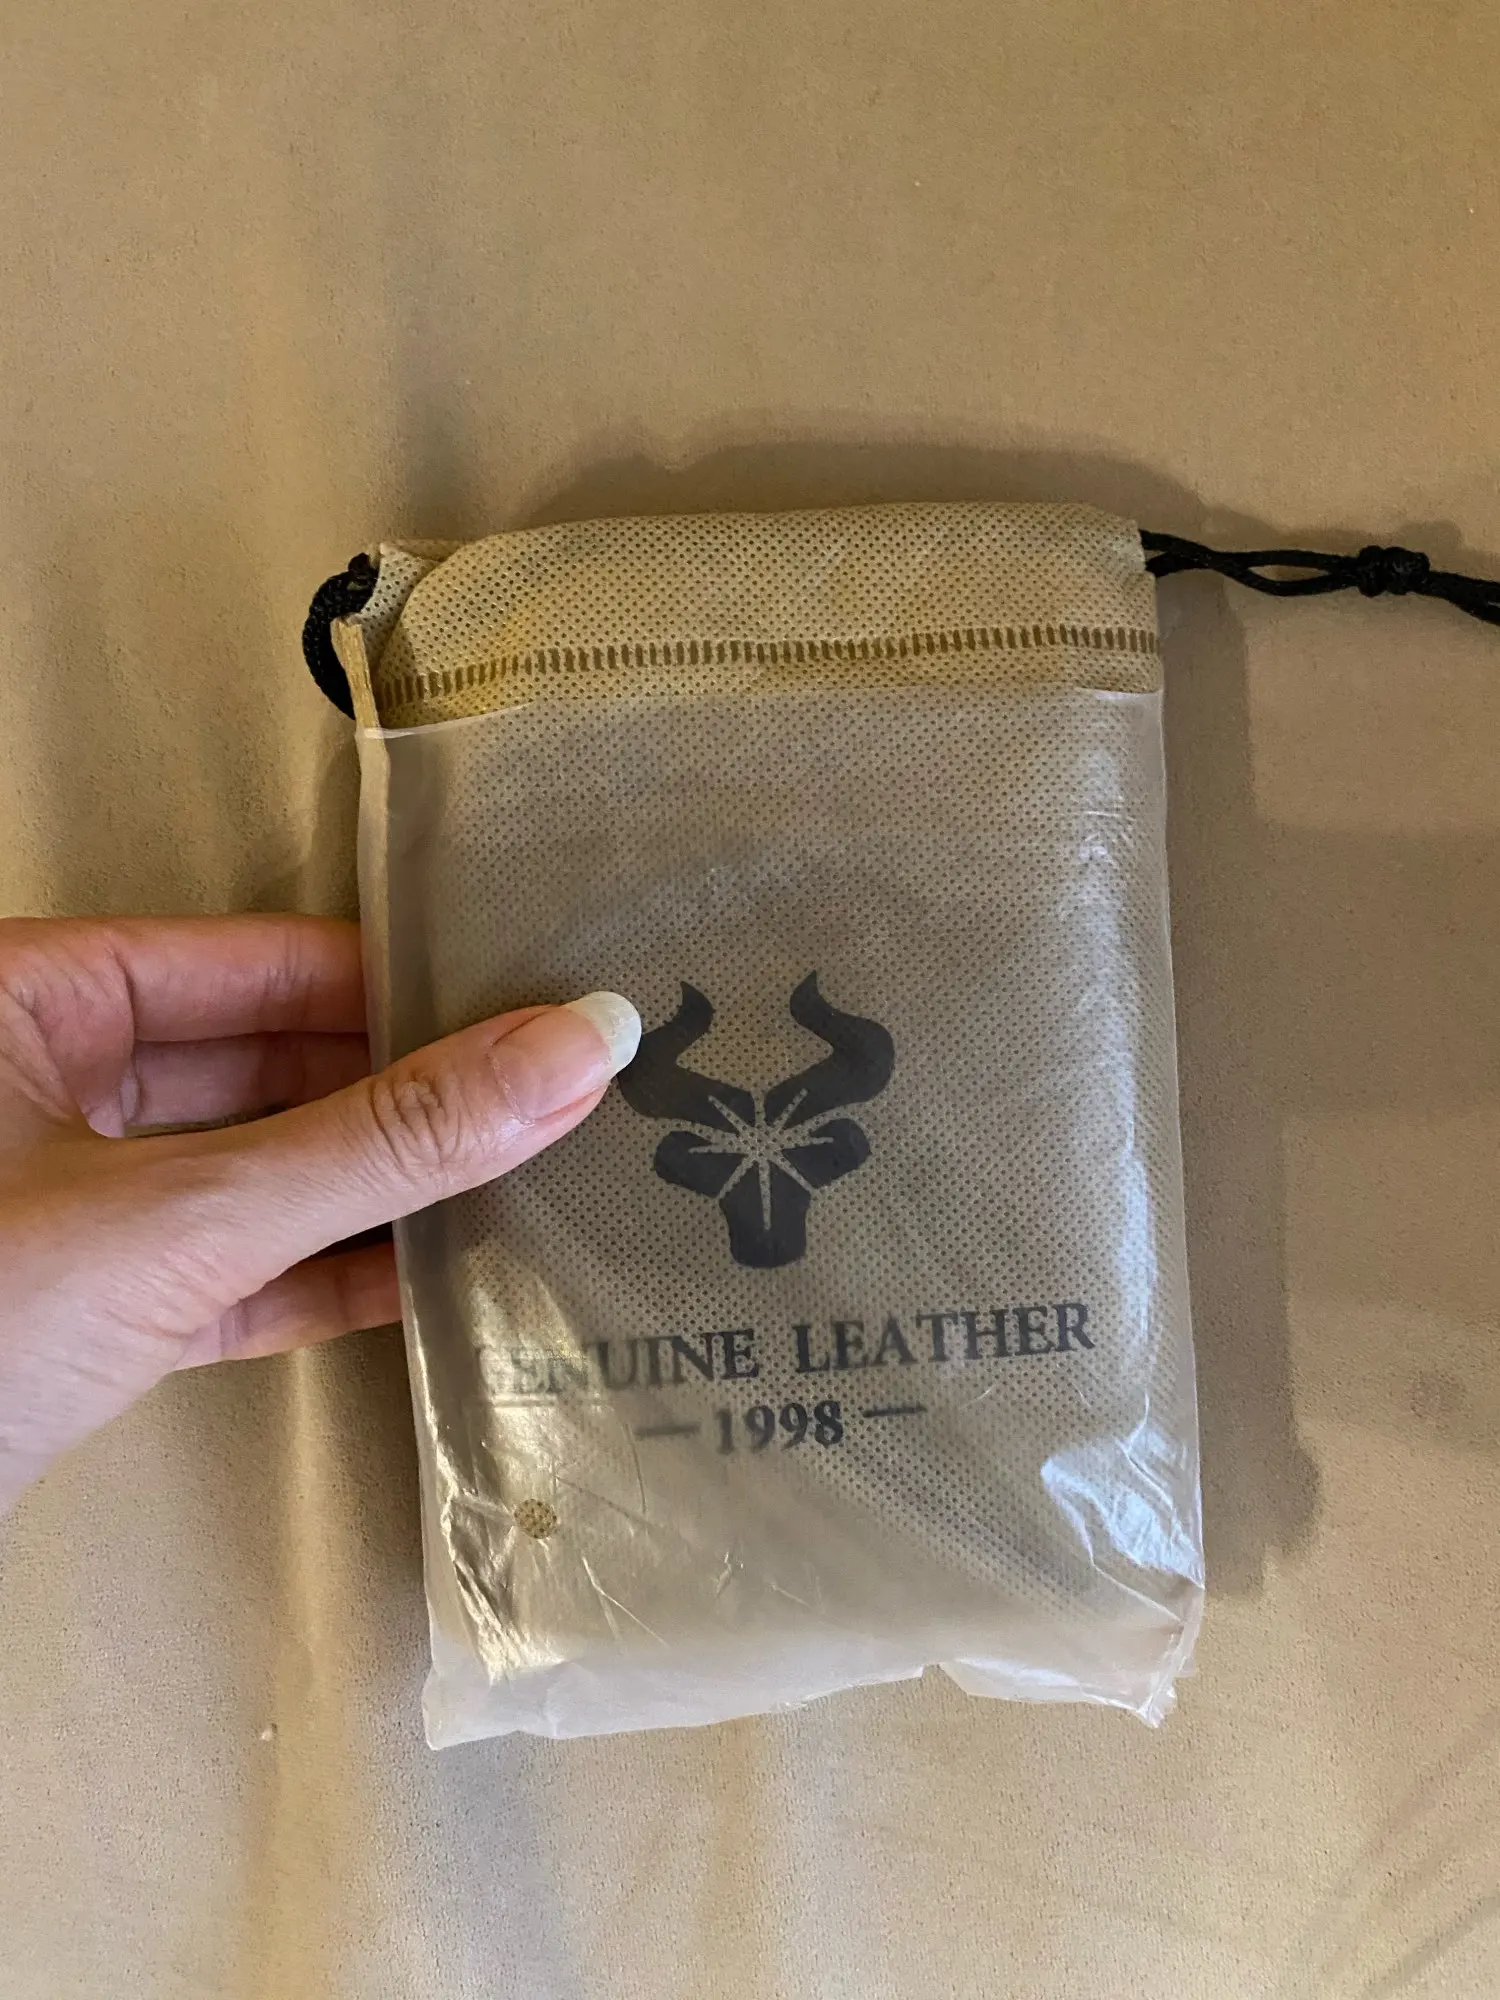 GENUINE LEATHER
— 1998 —